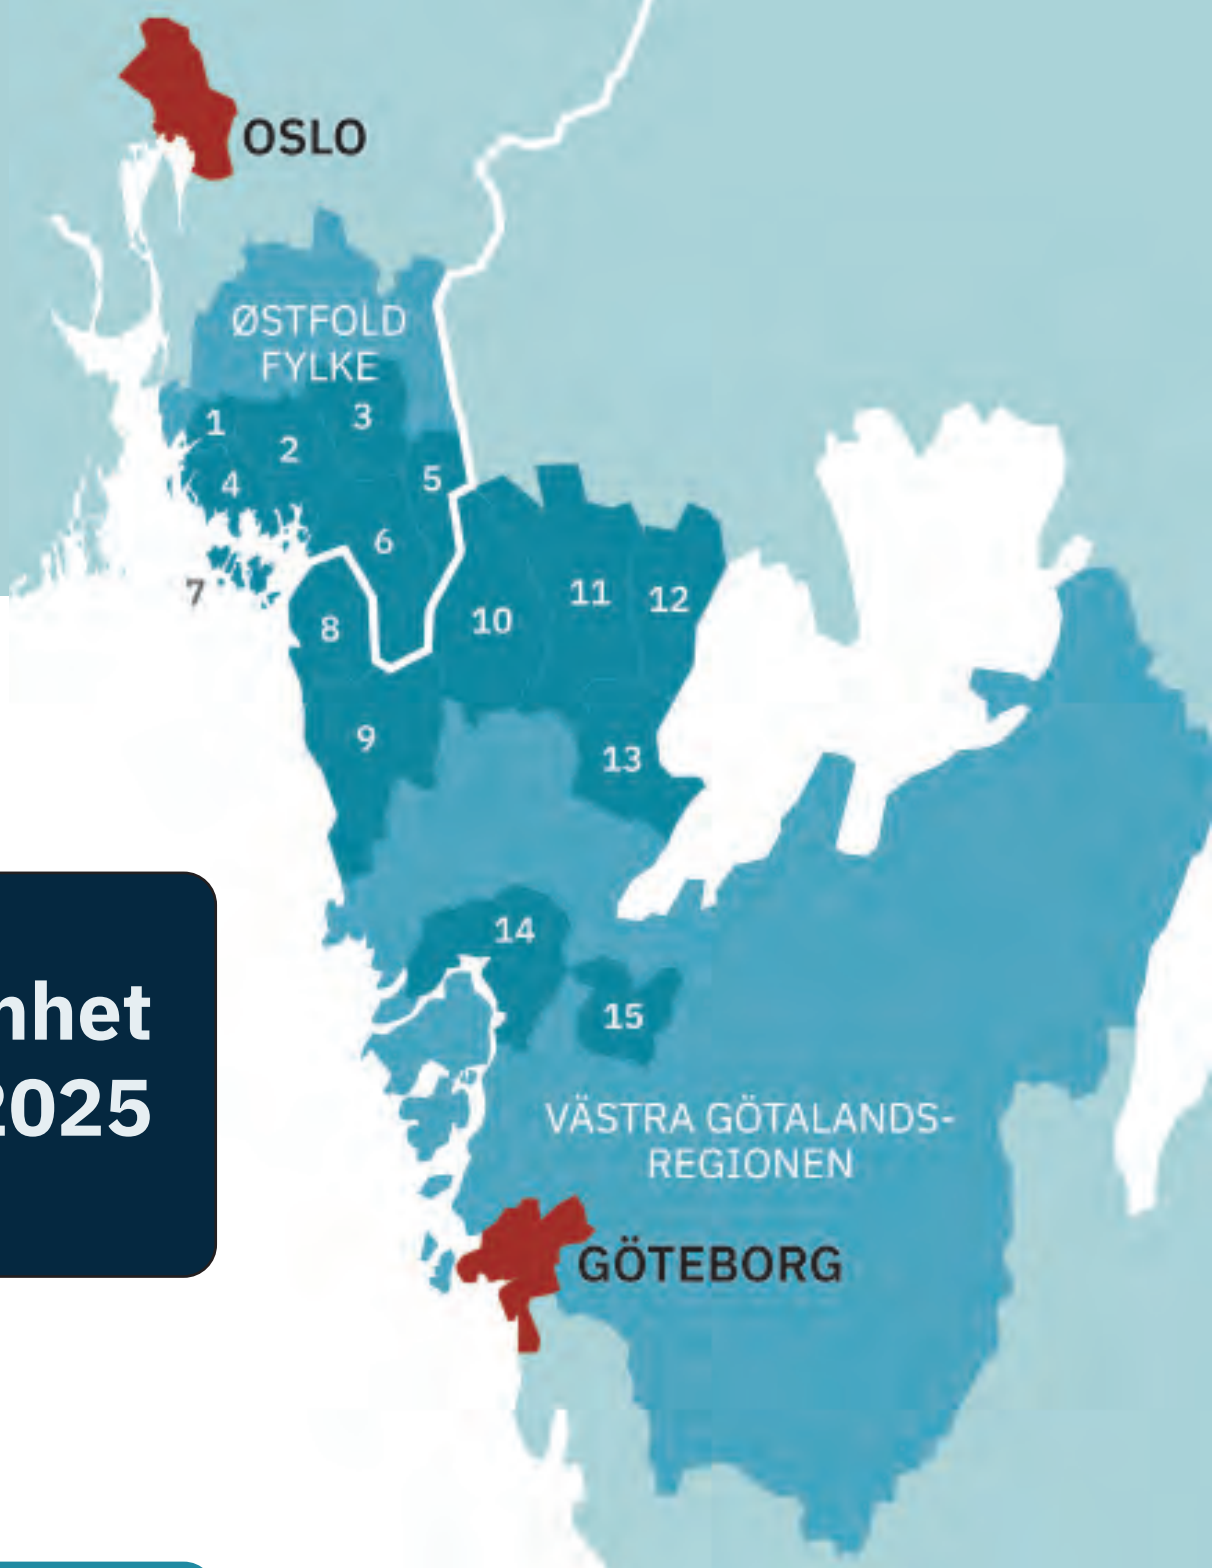 OSLO
ØSTFOLD
FYLKE
1
2
3
4
5
6
7
8
9
10
11
12
13
14
15
nhet
2025
VÄSTRA GÖTALANDS-
REGIONEN
GÖTEBORG